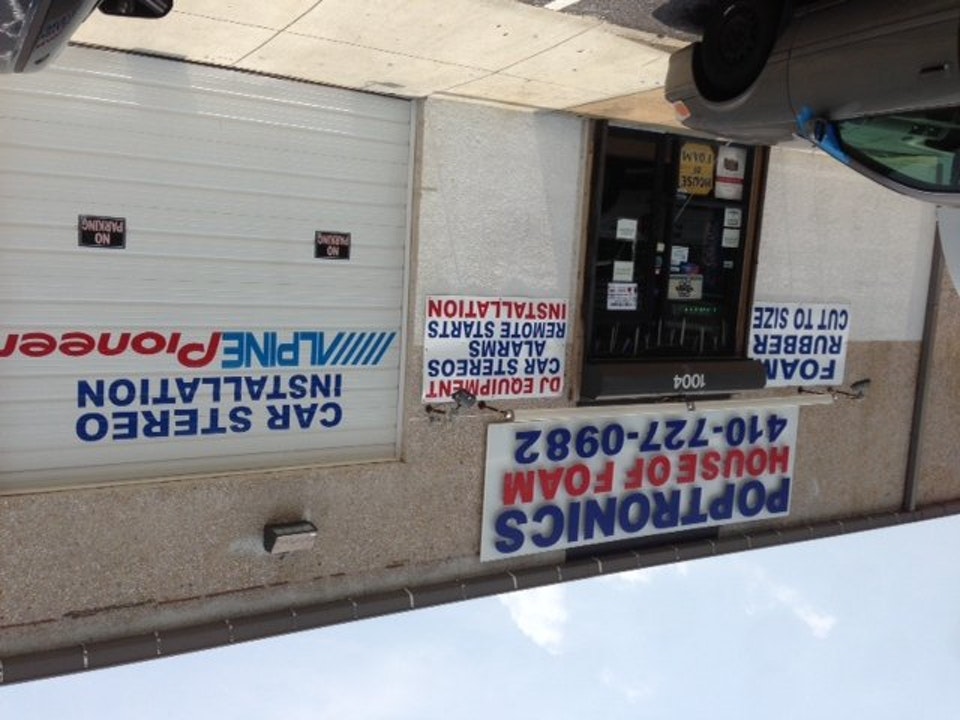 POPTRONICS
HOUSE OF FOAM
410-727-0982
1004
FOAM
RUBBER
CUT TO SIZE
DJ EQUIPMENT
CAR STEREOS
ALARMS
REMOTE STARTS
INSTALLATION
CAR STEREO
INSTALLATION
ALPINE Pioneer
NO
PARKING
NO
PARKING
HOUSE
OF
FOAM